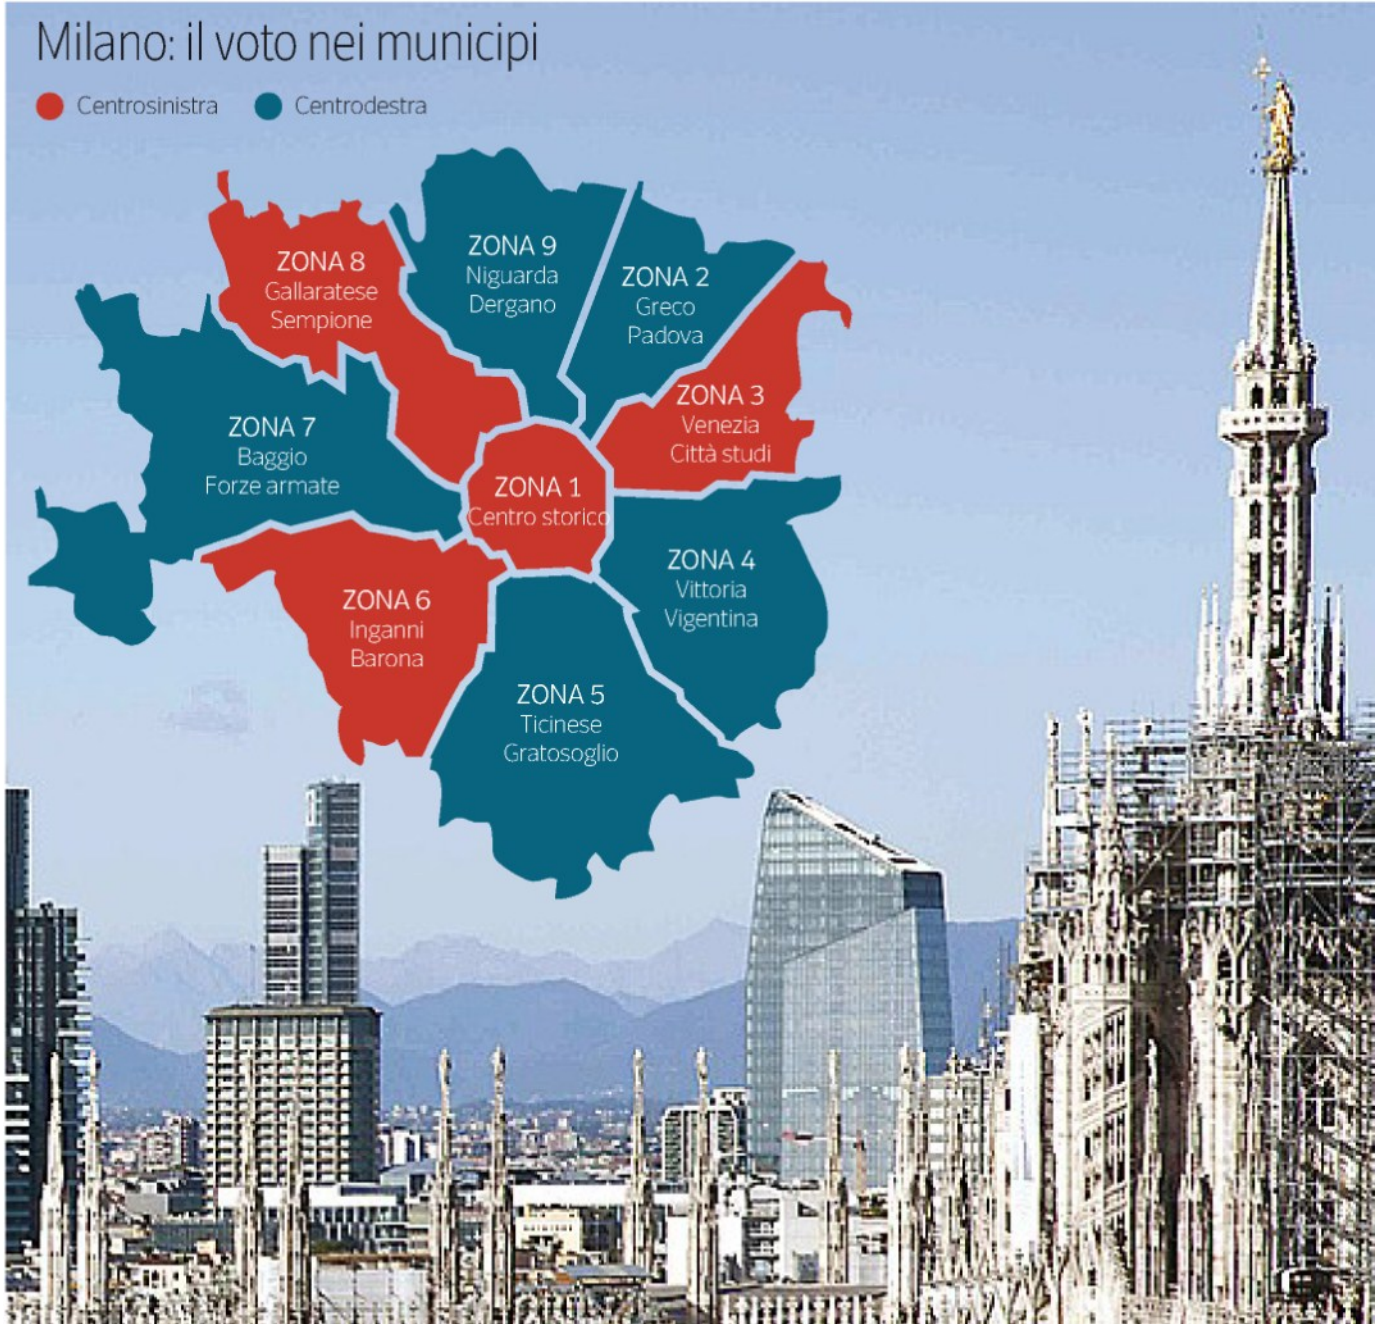 Milano: il voto nei municipi
Centrosinistra
Centrodestra
ZONA 9
Niguarda
Dergano
ZONA 8
Gallaratese
Sempione
ZONA 2
Greco
Padova
ZONA 3
Venezia
Città studi
ZONA 7
Baggio
Forze armate
ZONA 1
Centro storico
ZONA 4
Vittoria
Vigentina
ZONA 6
Inganni
Barona
ZONA 5
Ticinese
Gratosoglio